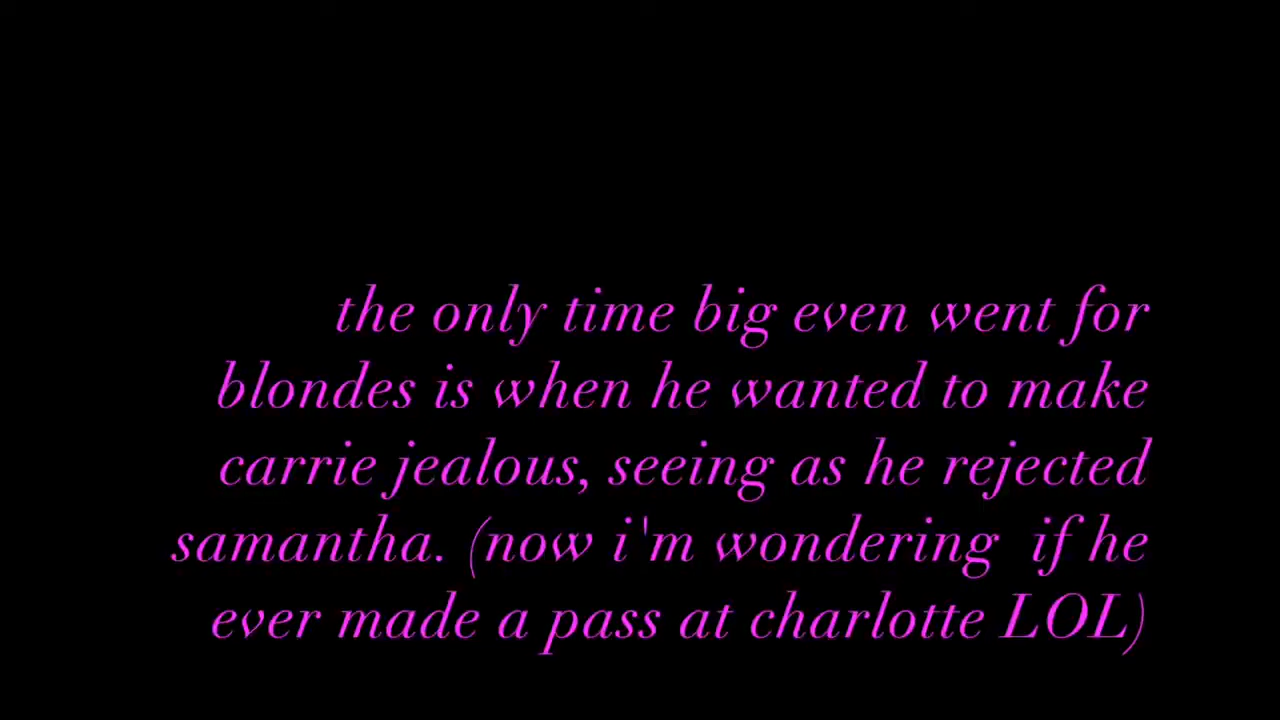 the only time big even went for
blondes is when he wanted to make
carrie jealous, seeing as he rejected
samantha. (now i'm wondering  if he
ever made a pass at charlotte LOL)